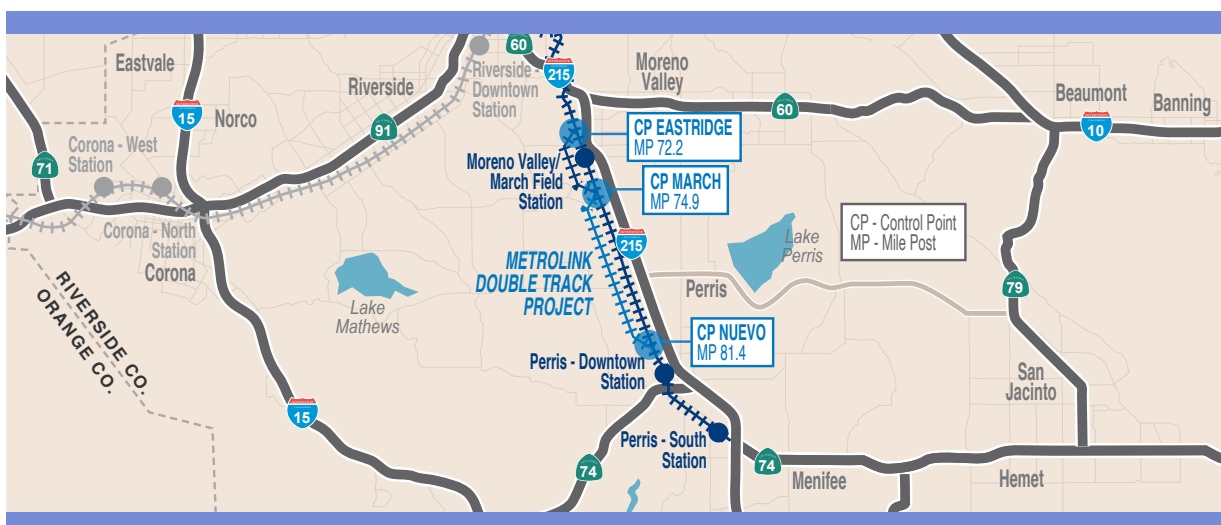 60
215
Eastvale
Riverside -
Downtown
Station
Moreno
Valley
Riverside
Beaumont
Banning
15
Norco
91
60
10
CP EASTRIDGE
MP 72.2
Corona - West
Station
71
Moreno Valley/
March Field
Station
CP MARCH
MP 74.9
CP - Control Point
MP - Mile Post
Corona - North
Station
Corona
215
Lake
Perris
METROLINK
DOUBLE TRACK
PROJECT
RIVERSIDE CO.
ORANGE CO.
Lake
Mathews
Perris
79
CP NUEVO
MP 81.4
Perris - Downtown
Station
San
Jacinto
15
Perris - South
Station
74
74
Menifee
Hemet